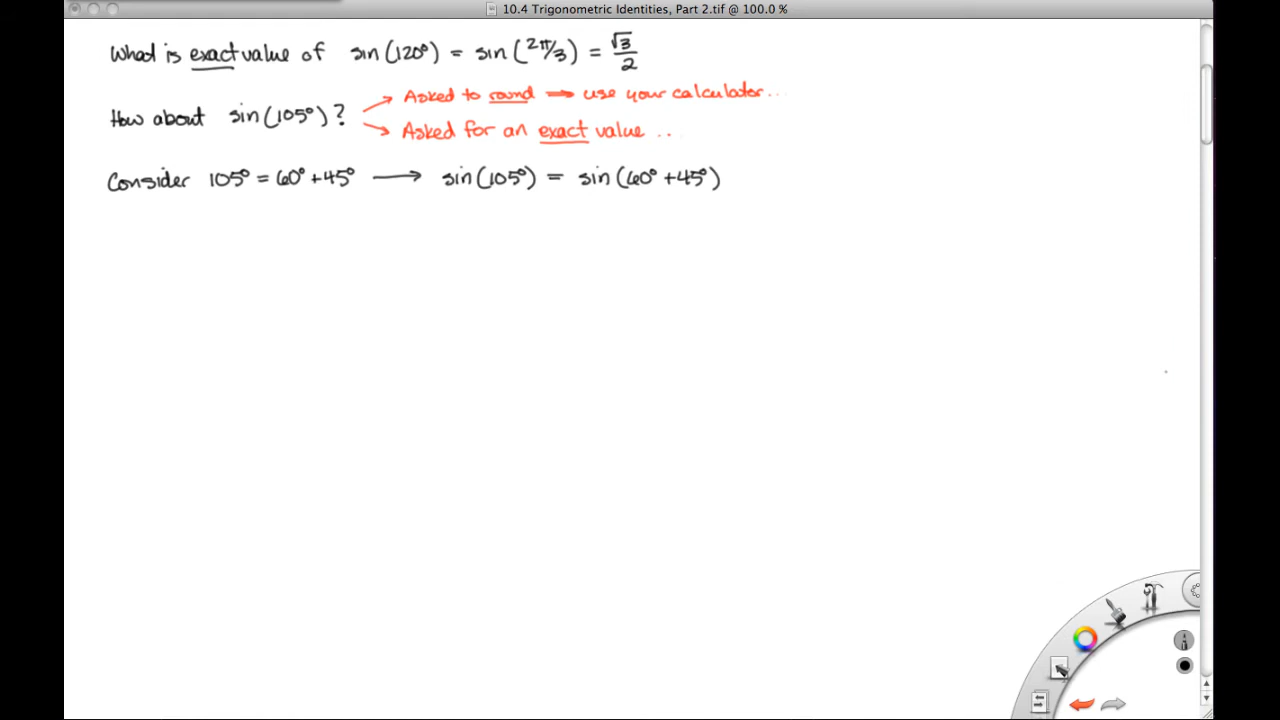 10.4 Trigonometric Identities, Part 2.tif @ 100.0 %
What is exact value of sin(120°) = sin(2π/3) = √3/2
Asked to round → use your calculator...
How about sin(105°)?
Asked for an exact value ...
Consider 105° = 60° + 45° → sin(105°) = sin(60° + 45°)